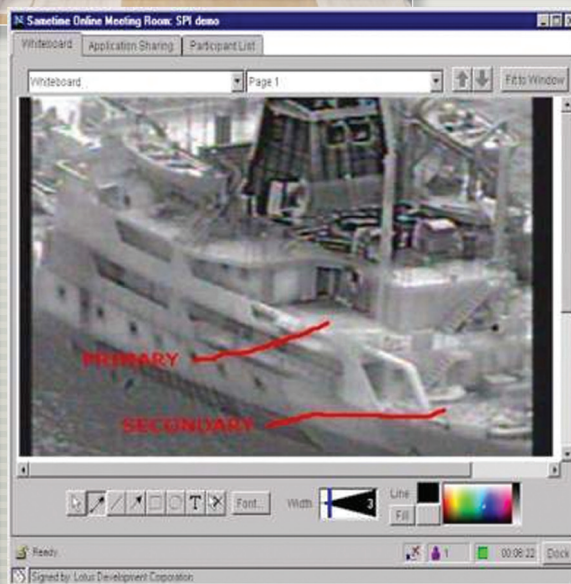 Sametime Online Meeting Room: SPI demo
Whiteboard Application Sharing Participant List
Whiteboard Page 1 Fit to Window
PRIMARY
SECONDARY
T Font... Width 3 Line
Fill
Ready. 1 00:06:22 Dock
Signed by: Lotus Development Corporation